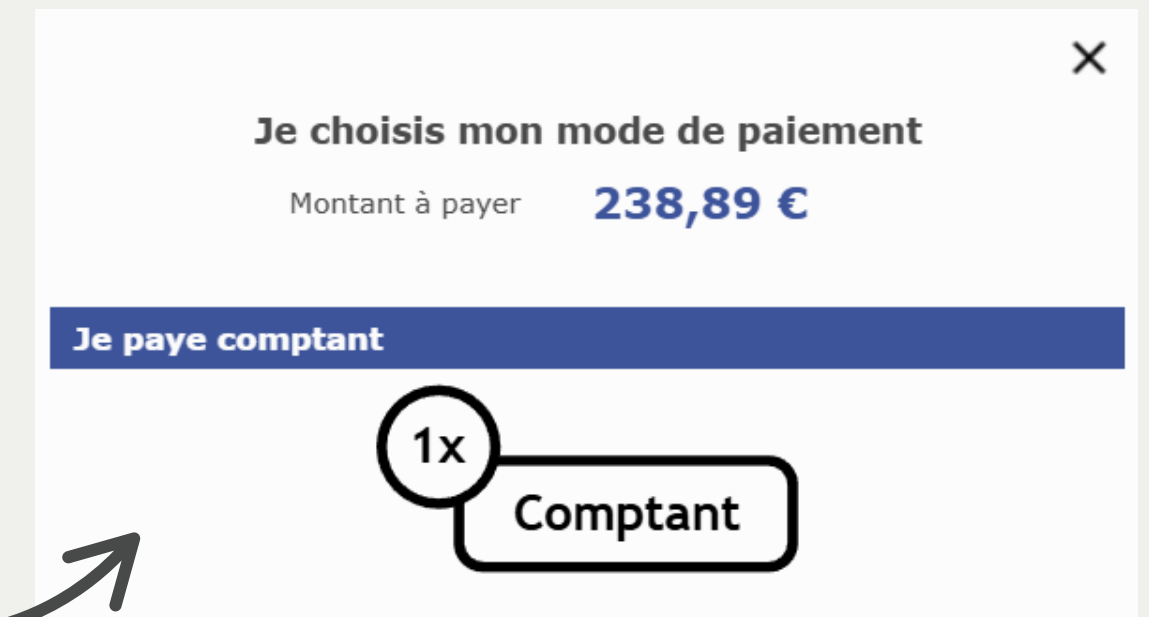 Je choisis mon mode de paiement
Montant à payer 238,89 €
Je paye comptant
1x
Comptant